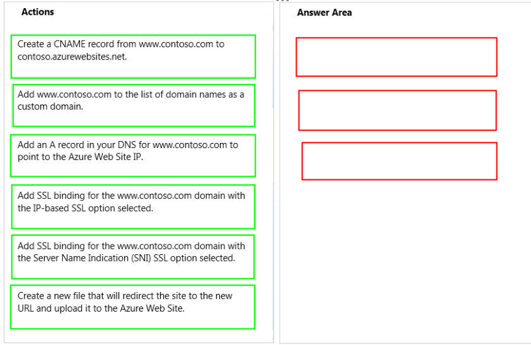 Actions
Answer Area
Create a CNAME record from www.contoso.com to
contoso.azurewebsites.net.
Add www.contoso.com to the list of domain names as a
custom domain.
Add an A record in your DNS for www.contoso.com to
point to the Azure Web Site IP.
Add SSL binding for the www.contoso.com domain with
the IP-based SSL option selected.
Add SSL binding for the www.contoso.com domain with
the Server Name Indication (SNI) SSL option selected.
Create a new file that will redirect the site to the new
URL and upload it to the Azure Web Site.